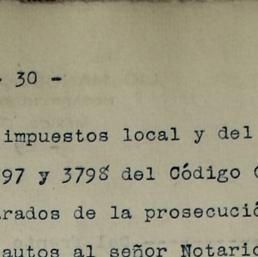 - 30 -
impuestos local y del
97 y 3798 del Código
rados de la prosecució
autos al señor Notario